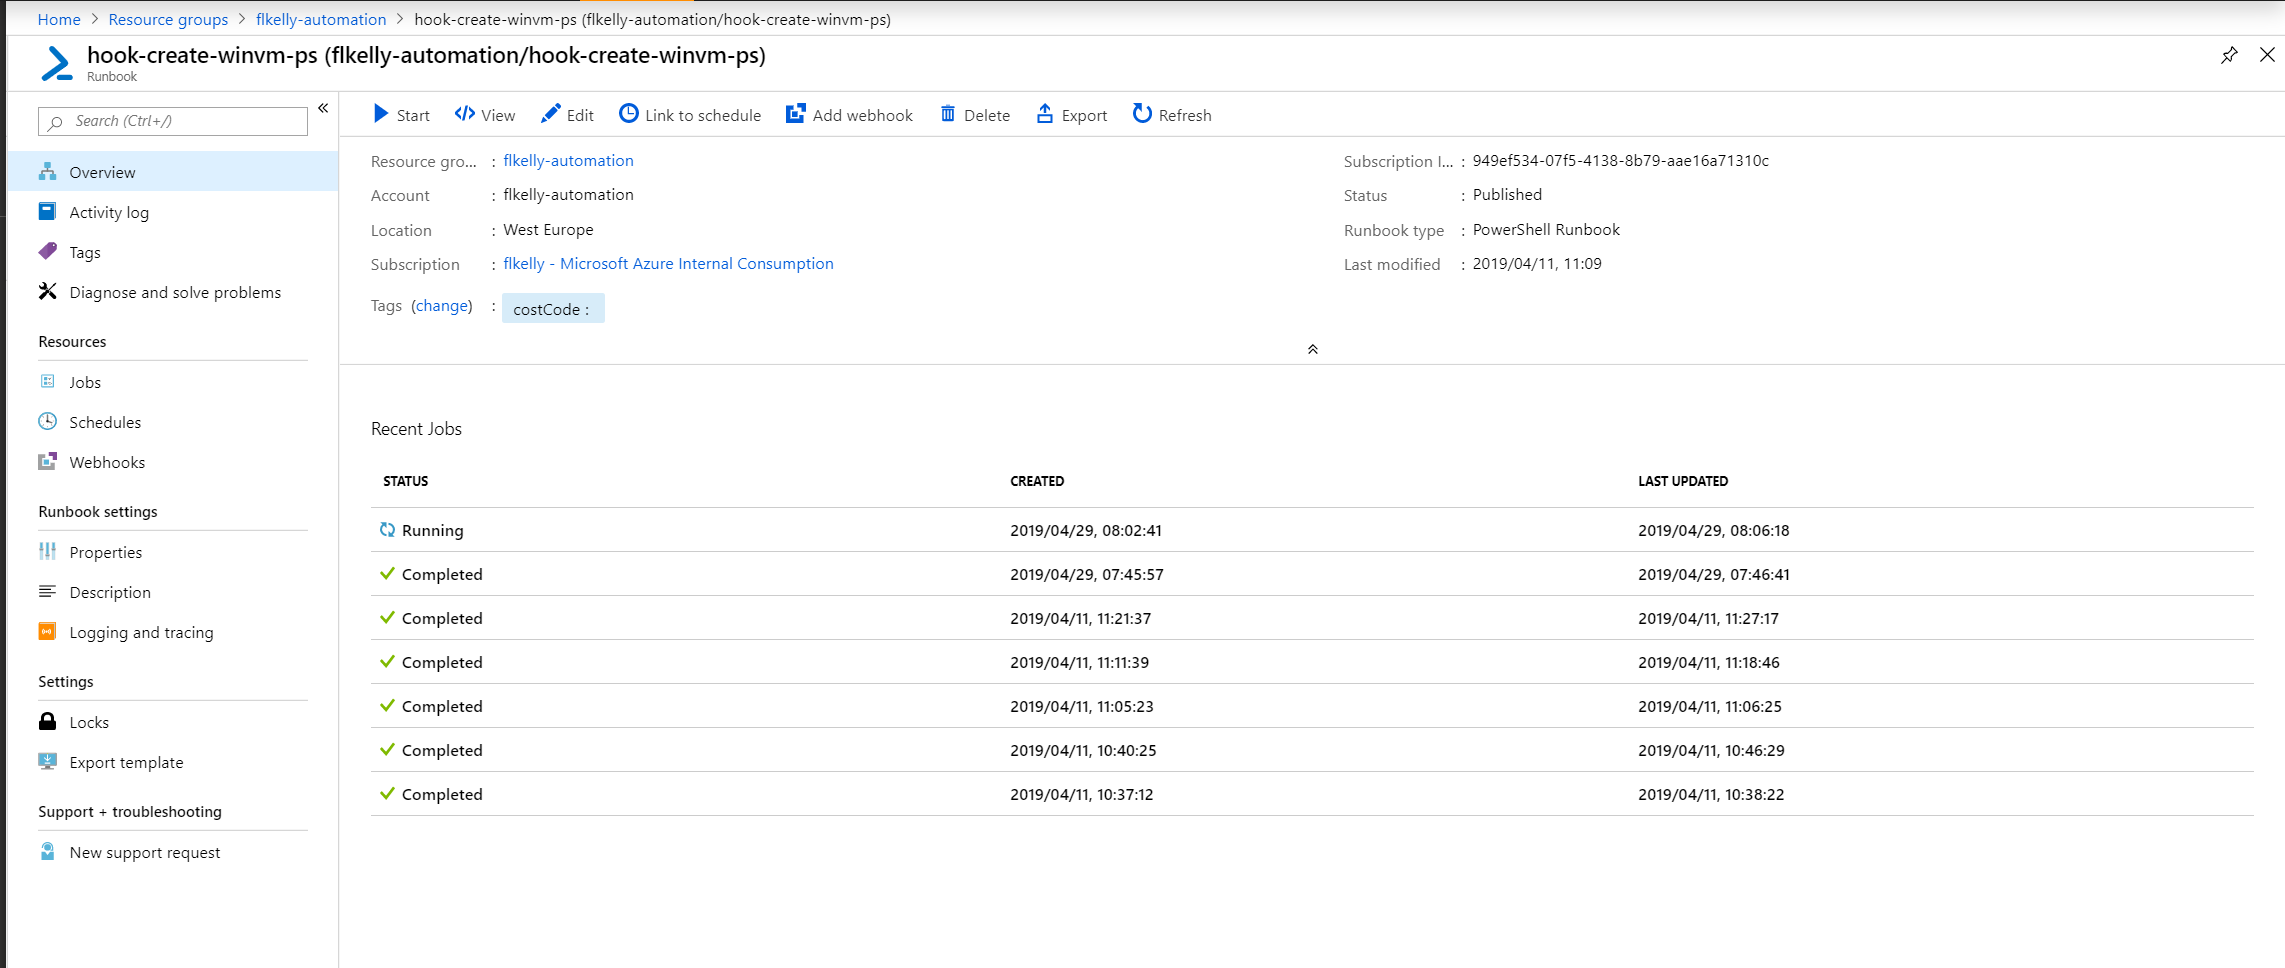 Home > Resource groups > flkelly-automation > hook-create-winvm-ps (flkelly-automation/hook-create-winvm-ps)
hook-create-winvm-ps (flkelly-automation/hook-create-winvm-ps)
Runbook
Search (Ctrl+/)
«
Overview
Activity log
Tags
Diagnose and solve problems
Resources
Jobs
Schedules
Webhooks
Runbook settings
Properties
Description
Logging and tracing
Settings
Locks
Export template
Support + troubleshooting
New support request
Start View Edit Link to schedule Add webhook Delete Export Refresh
Resource gro... : flkelly-automation
Account : flkelly-automation
Location : West Europe
Subscription : flkelly - Microsoft Azure Internal Consumption
Tags (change) : costCode :
Subscription I... : 949ef534-07f5-4138-8b79-aae16a71310c
Status : Published
Runbook type : PowerShell Runbook
Last modified : 2019/04/11, 11:09
Recent Jobs
STATUS CREATED LAST UPDATED
Running 2019/04/29, 08:02:41 2019/04/29, 08:06:18
Completed 2019/04/29, 07:45:57 2019/04/29, 07:46:41
Completed 2019/04/11, 11:21:37 2019/04/11, 11:27:17
Completed 2019/04/11, 11:11:39 2019/04/11, 11:18:46
Completed 2019/04/11, 11:05:23 2019/04/11, 11:06:25
Completed 2019/04/11, 10:40:25 2019/04/11, 10:46:29
Completed 2019/04/11, 10:37:12 2019/04/11, 10:38:22